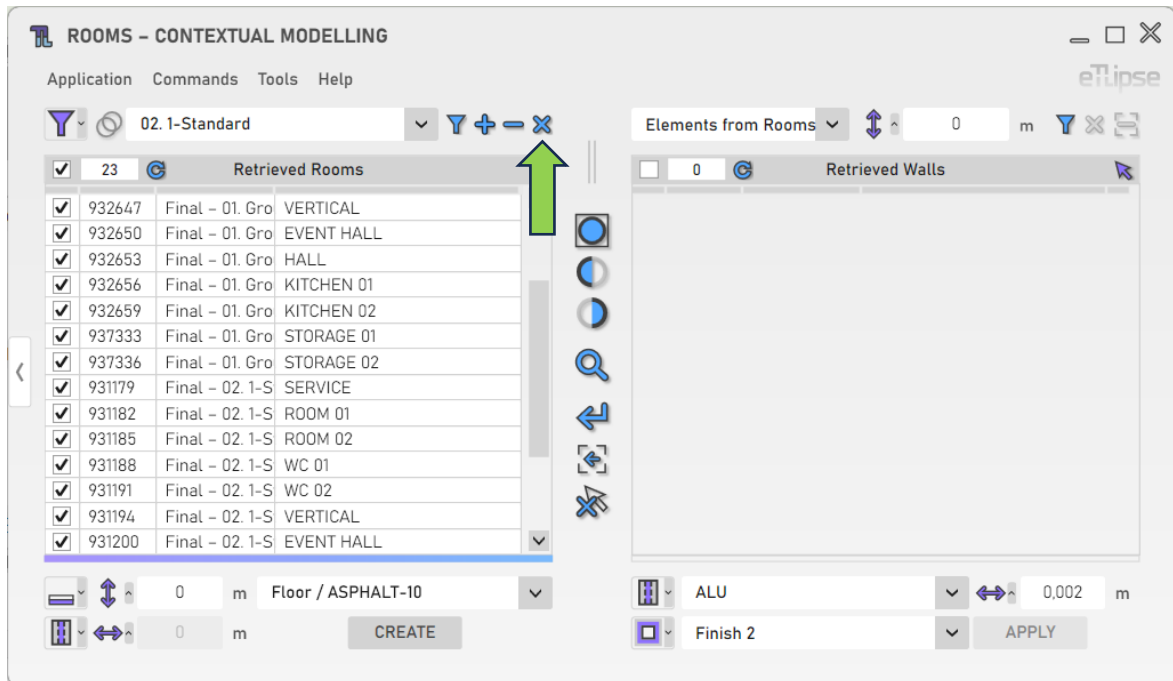 ROOMS – CONTEXTUAL MODELLING
Application Commands Tools Help
eTLipse
02. 1-Standard
Elements from Rooms
0 m
23 Retrieved Rooms
0 Retrieved Walls
932647 Final – 01. Gro VERTICAL
932650 Final – 01. Gro EVENT HALL
932653 Final – 01. Gro HALL
932656 Final – 01. Gro KITCHEN 01
932659 Final – 01. Gro KITCHEN 02
937333 Final – 01. Gro STORAGE 01
937336 Final – 01. Gro STORAGE 02
931179 Final – 02. 1-S SERVICE
931182 Final – 02. 1-S ROOM 01
931185 Final – 02. 1-S ROOM 02
931188 Final – 02. 1-S WC 01
931191 Final – 02. 1-S WC 02
931194 Final – 02. 1-S VERTICAL
931200 Final – 02. 1-S EVENT HALL
0 m Floor / ASPHALT-10
ALU 0,002 m
0 m CREATE
Finish 2 APPLY